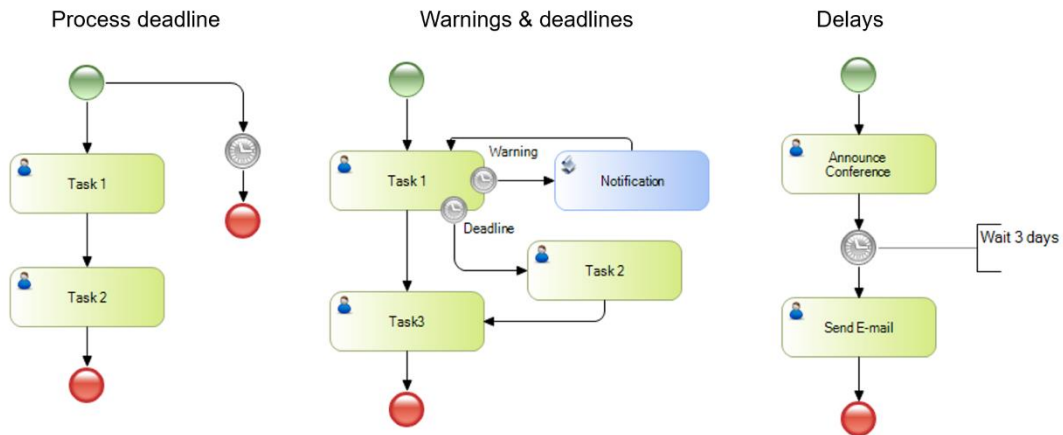 Process deadline
Task 1
Task 2
Warnings & deadlines
Task 1
Warning
Notification
Deadline
Task 2
Task3
Delays
Announce
Conference
Wait 3 days
Send E-mail